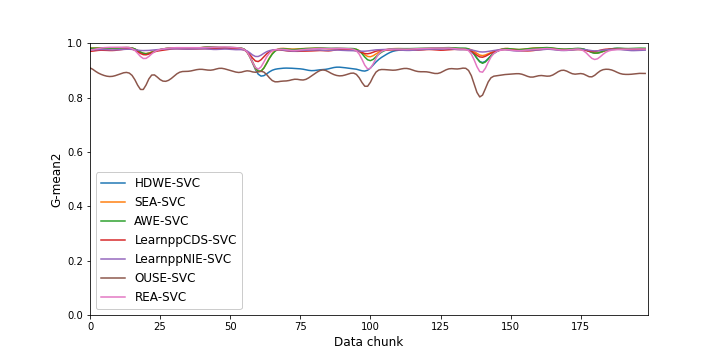 1.0
0.8
0.6
0.4
0.2
0.0
G-mean2
HDWE-SVC
SEA-SVC
AWE-SVC
LearnppCDS-SVC
LearnppNIE-SVC
OUSE-SVC
REA-SVC
0 25 50 75 100 125 150 175
Data chunk